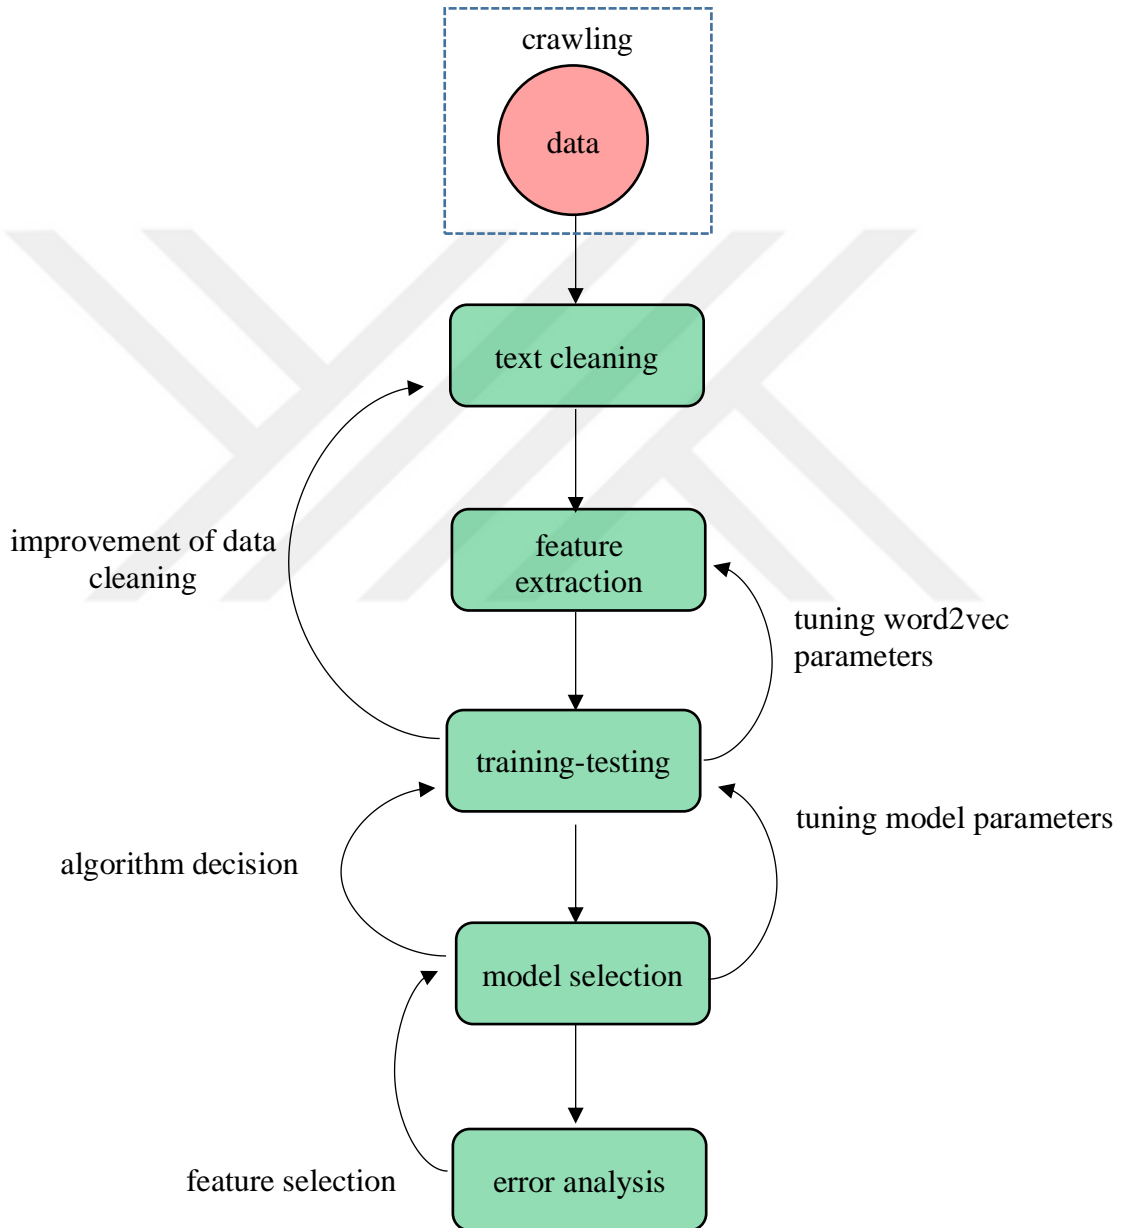 crawling
data
text cleaning
improvement of data
cleaning
feature
extraction
tuning word2vec
parameters
training-testing
tuning model parameters
algorithm decision
model selection
feature selection
error analysis